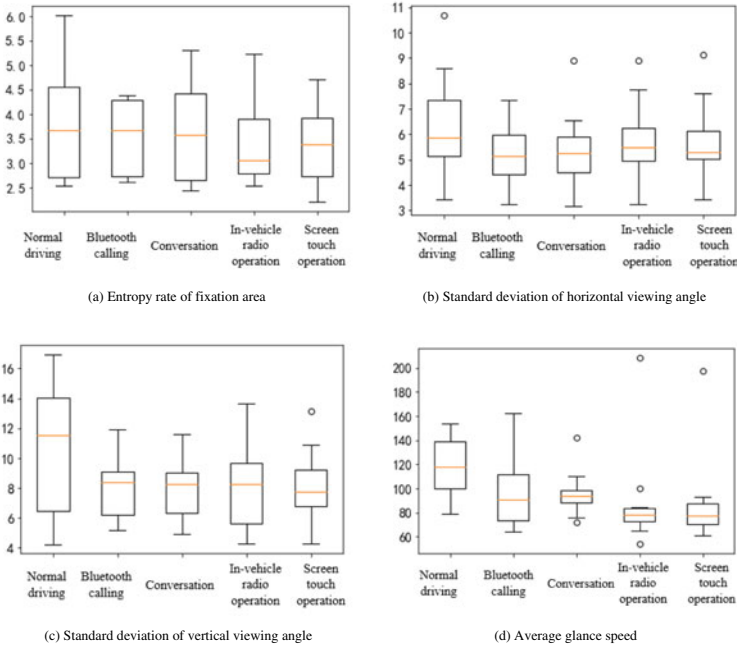 6.0
5.5
5.0
4.5
4.0
3.5
3.0
2.5
Normal driving
Bluetooth calling
Conversation
In-vehicle radio operation
Screen touch operation
(a) Entropy rate of fixation area
11
10
9
8
7
6
5
4
3
Normal driving
Bluetooth calling
Conversation
In-vehicle radio operation
Screen touch operation
(b) Standard deviation of horizontal viewing angle
16
14
12
10
8
6
4
Normal driving
Bluetooth calling
Conversation
In-vehicle radio operation
Screen touch operation
(c) Standard deviation of vertical viewing angle
200
180
160
140
120
100
80
60
Normal driving
Bluetooth calling
Conversation
In-vehicle radio operation
Screen touch operation
(d) Average glance speed